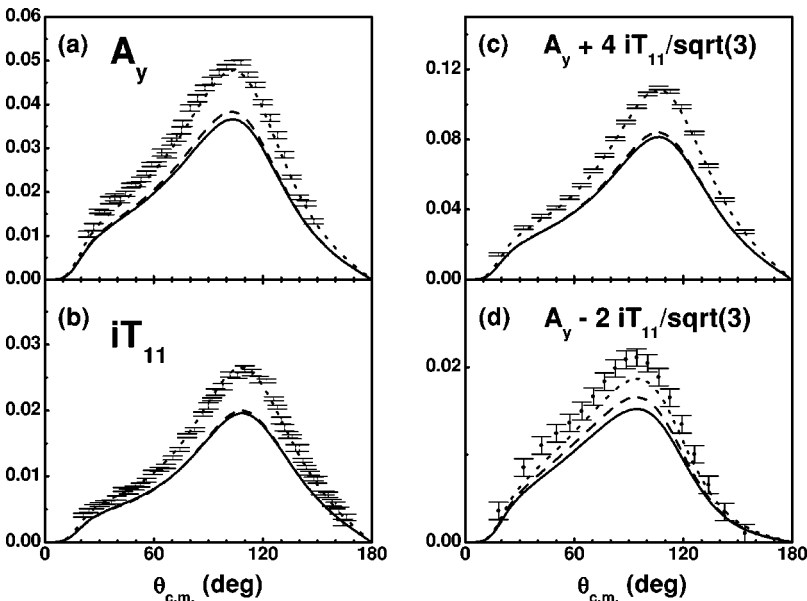 (a) A_y
0.06
0.05
0.04
0.03
0.02
0.01
0.00
(b) iT_11
0.03
0.02
0.01
0.00
0 60 120 180
θ_c.m. (deg)
(c) A_y + 4 iT_11/sqrt(3)
0.12
0.08
0.04
0.00
(d) A_y - 2 iT_11/sqrt(3)
0.02
0.00
0 60 120 180
θ_c.m. (deg)